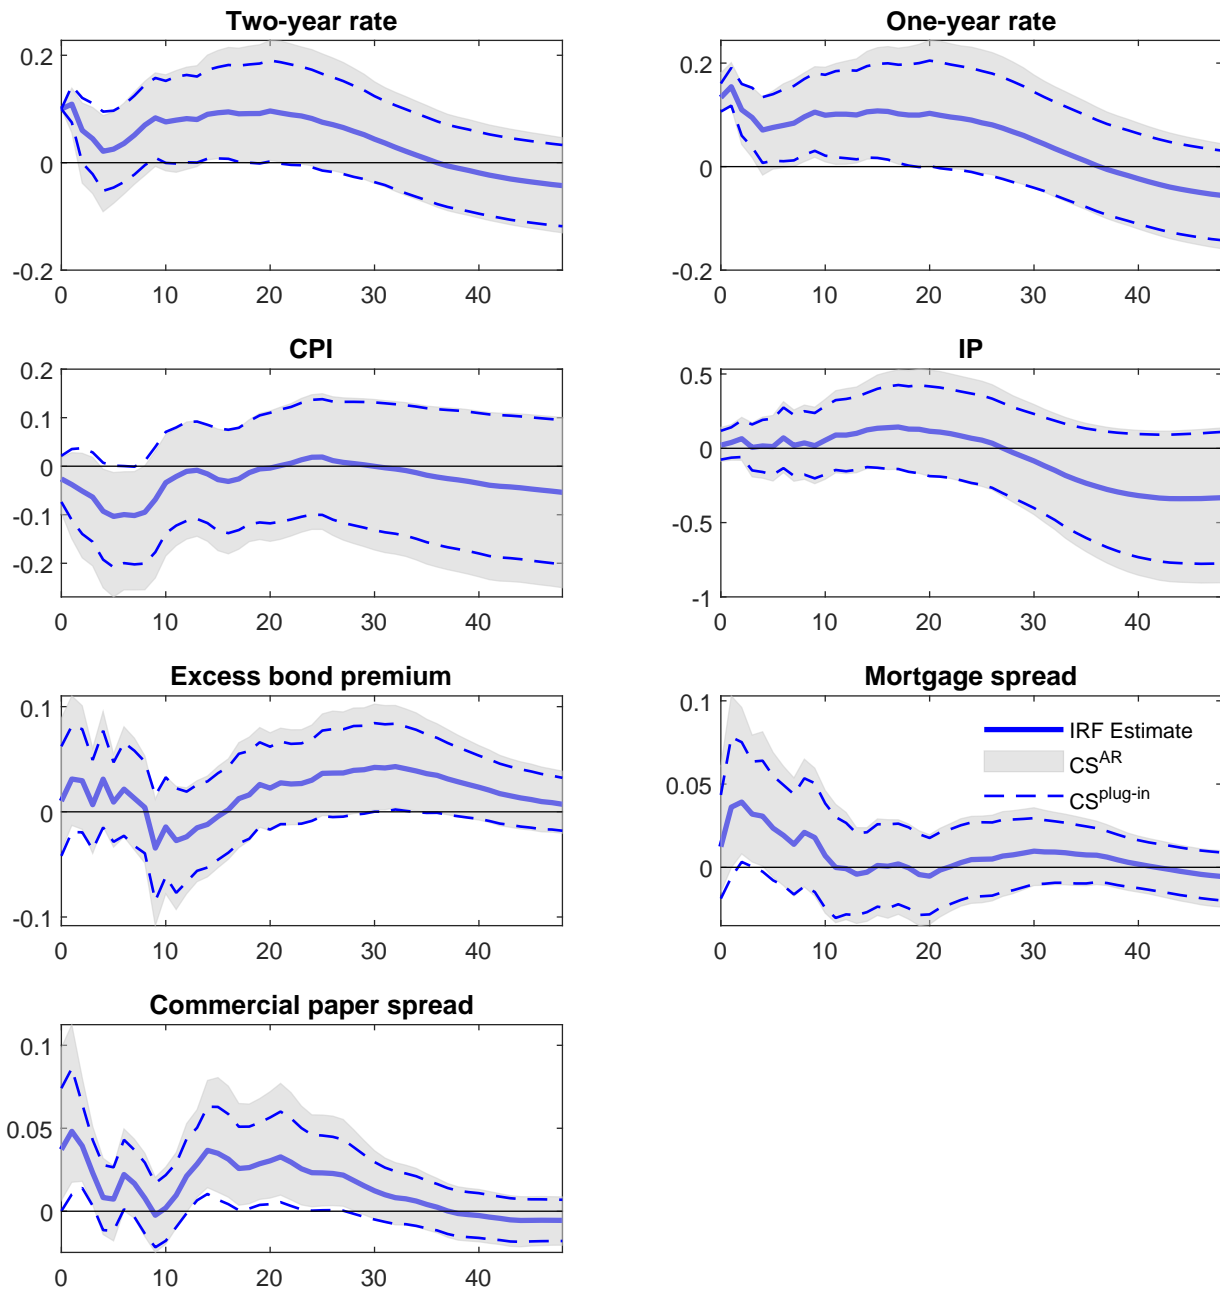 Two-year rate
0.2
0
-0.2
0 10 20 30 40
One-year rate
0.2
0
-0.2
0 10 20 30 40
CPI
0.2
0.1
0
-0.1
-0.2
0 10 20 30 40
IP
0.5
0
-0.5
-1
0 10 20 30 40
Excess bond premium
0.1
0
-0.1
0 10 20 30 40
Mortgage spread
0.1
0.05
0
0 10 20 30 40
IRF Estimate
CS^AR
CS^plug-in
Commercial paper spread
0.1
0.05
0
0 10 20 30 40